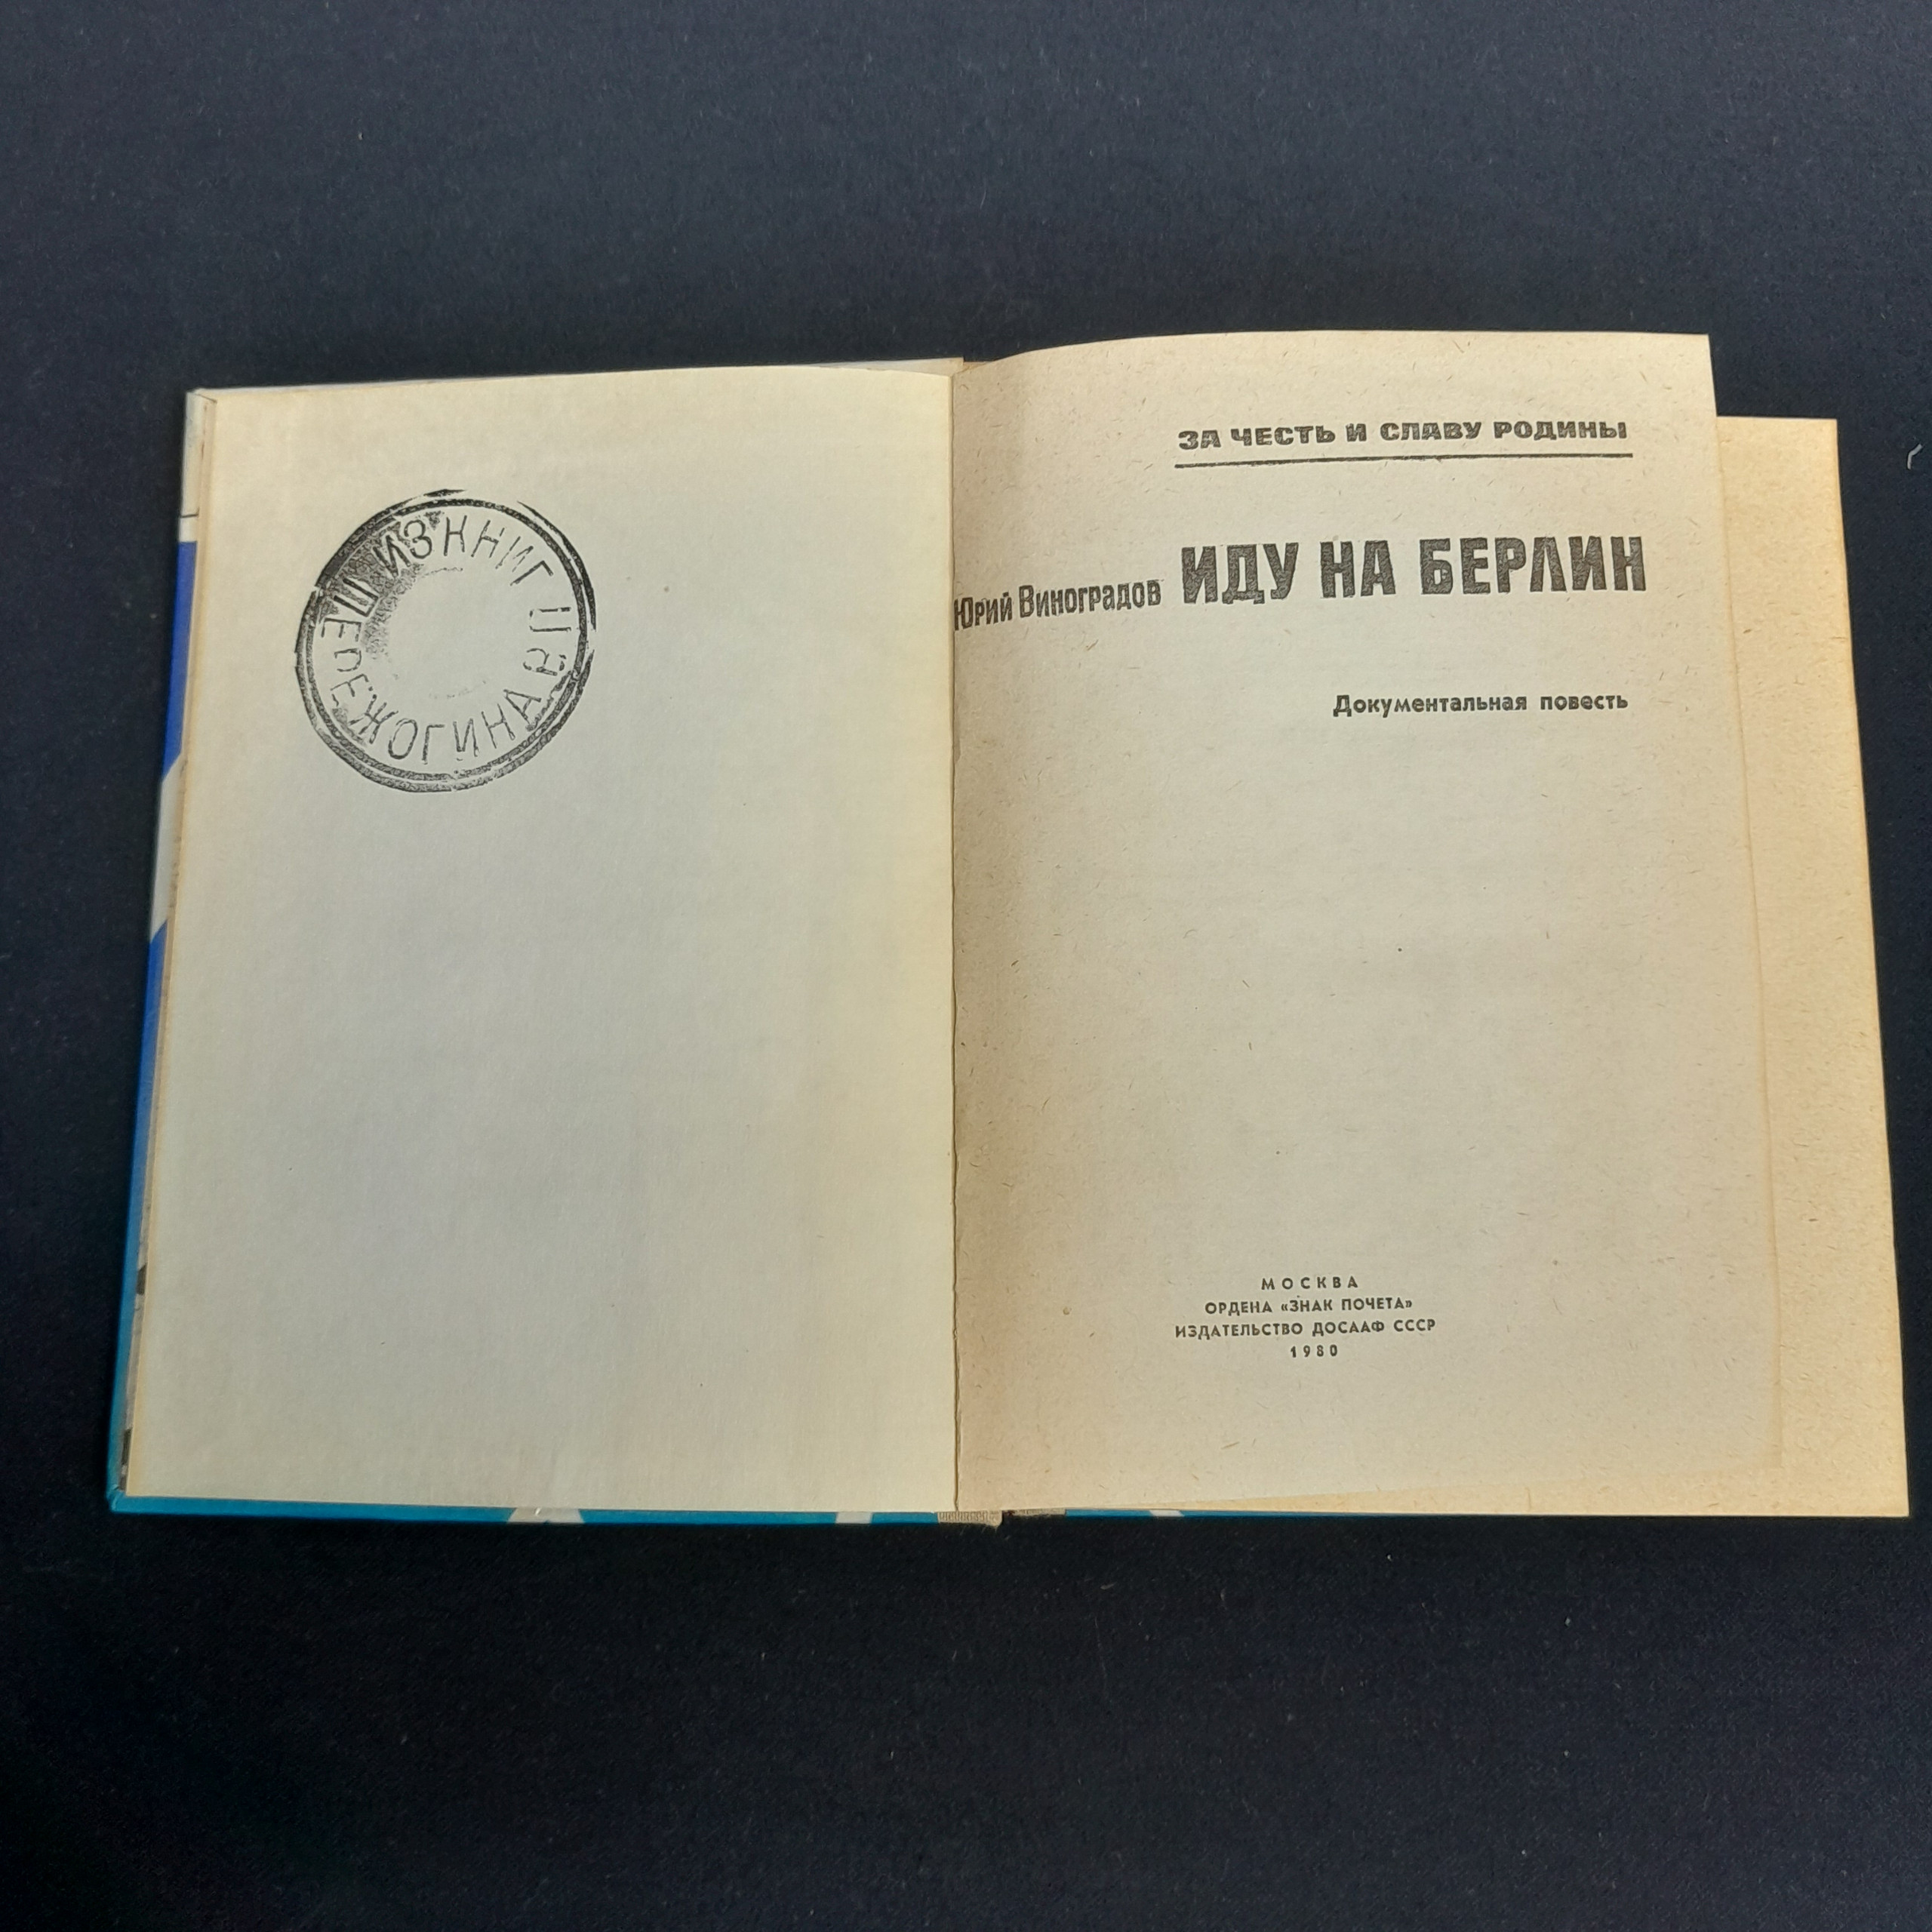 ИЗ КНИГ
ШЕРЕЖОГИНА В П
ЗА ЧЕСТЬ И СЛАВУ РОДИНЫ
Юрий Виноградов ИДУ НА БЕРЛИН
Документальная повесть
МОСКВА
ОРДЕНА «ЗНАК ПОЧЕТА»
ИЗДАТЕЛЬСТВО ДОСААФ СССР
1980